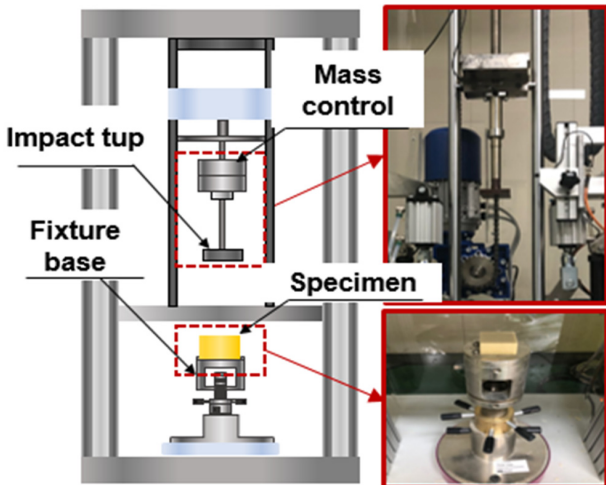 Mass
control
Impact tup
Fixture
base
Specimen